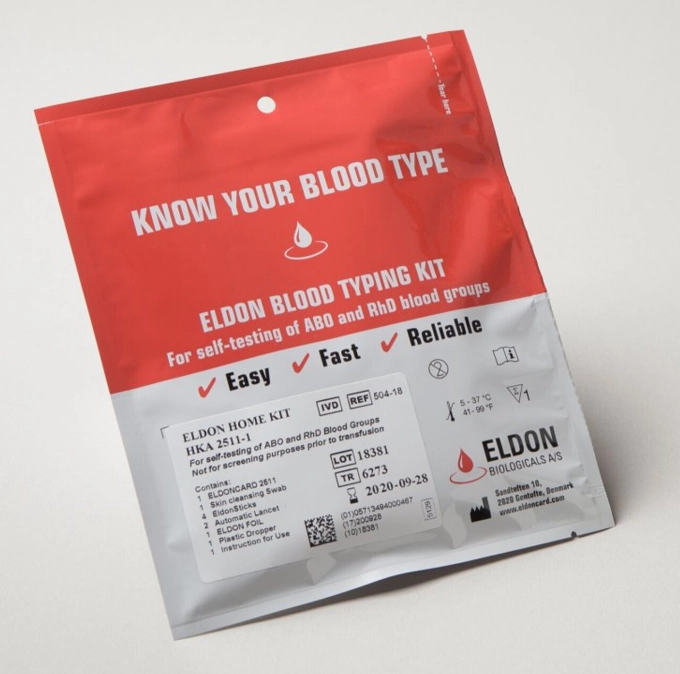 Tear here
KNOW YOUR BLOOD TYPE
ELDON BLOOD TYPING KIT
For self-testing of ABO and RhD blood groups
Easy
Fast
Reliable
ELDON HOME KIT
HKA 2511-1
IVD
REF 504-18
For self-testing of ABO and RhD Blood Groups
Not for screening purposes prior to transfusion
Contains:
1 ELDONCARD 2511
1 Skin cleansing Swab
4 EldonSticks
2 Automatic Lancet
1 ELDON FOIL
1 Plastic Dropper
1 Instruction for Use
LOT 18381
TR 6273
2020-09-28
(01)05713494000467
(17)200928
(10)18381
5129
2
i
5 - 37 °C
41- 99 °F
Σ 1
ELDON
BIOLOGICALS A/S
Sandtoften 10,
2820 Gentofte, Denmark
www.eldoncard.com